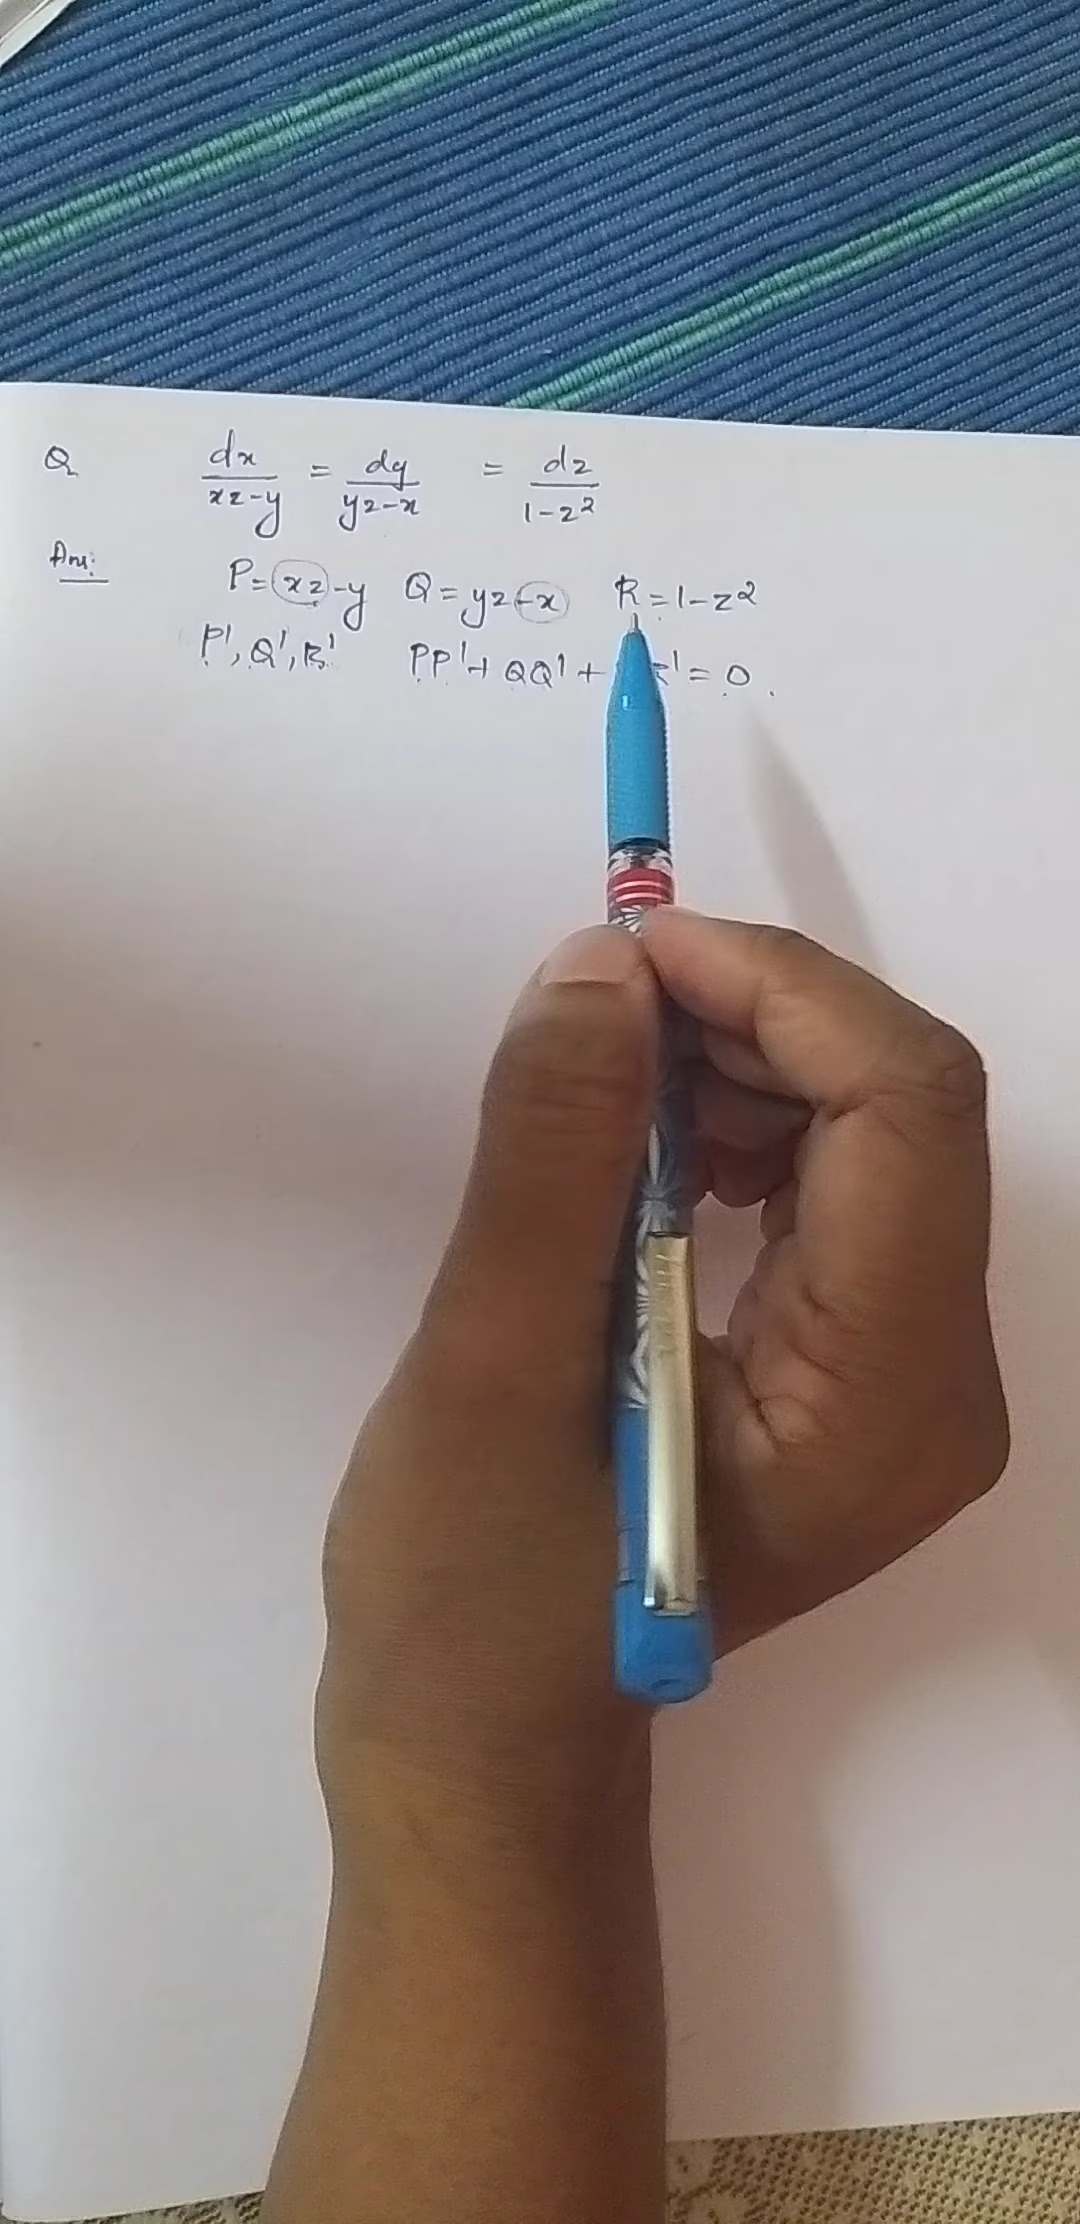 Q dx/xz-y = dy/yz-x = dz/1-z²
Ans: P=xz-y Q=yz-x R=1-z²
P', Q', R' PP'+QQ'+ R'=0.